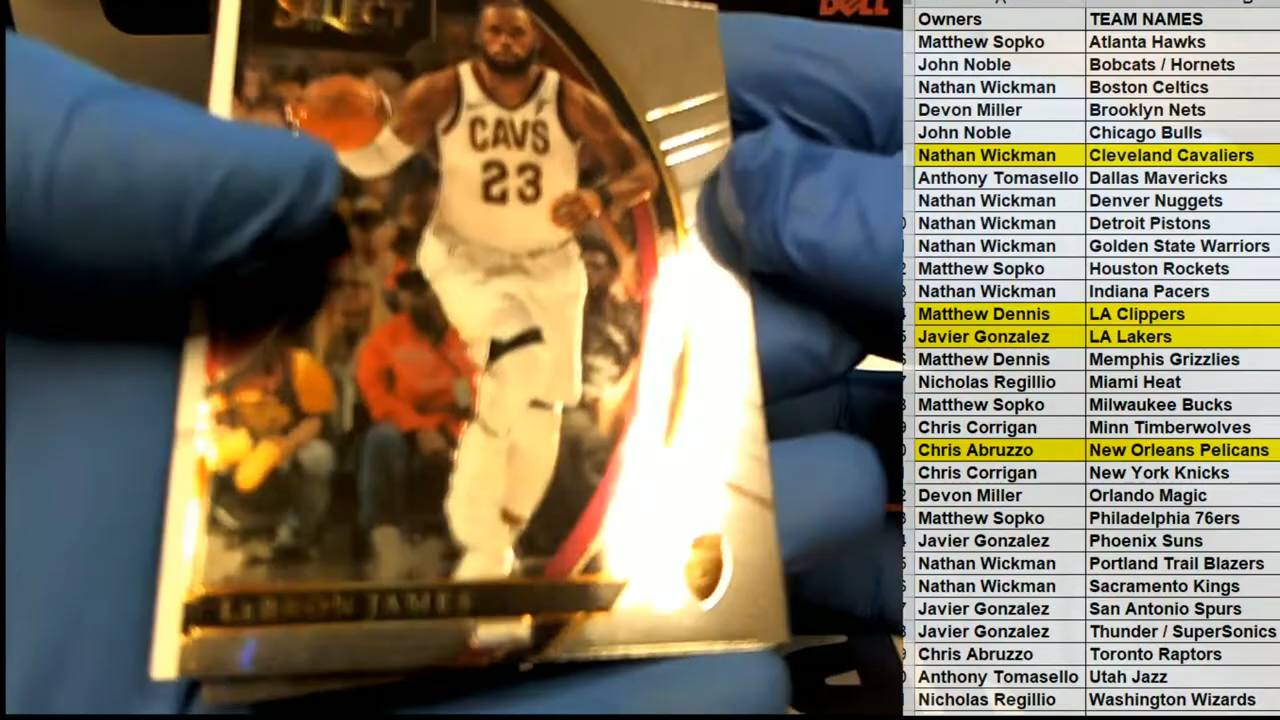 SELECT
CAVS
23
LEBRON JAMES
DELL
Owners TEAM NAMES
Matthew Sopko Atlanta Hawks
John Noble Bobcats / Hornets
Nathan Wickman Boston Celtics
Devon Miller Brooklyn Nets
John Noble Chicago Bulls
Nathan Wickman Cleveland Cavaliers
Anthony Tomasello Dallas Mavericks
Nathan Wickman Denver Nuggets
Nathan Wickman Detroit Pistons
Nathan Wickman Golden State Warriors
Matthew Sopko Houston Rockets
Nathan Wickman Indiana Pacers
Matthew Dennis LA Clippers
Javier Gonzalez LA Lakers
Matthew Dennis Memphis Grizzlies
Nicholas Regillio Miami Heat
Matthew Sopko Milwaukee Bucks
Chris Corrigan Minn Timberwolves
Chris Abruzzo New Orleans Pelicans
Chris Corrigan New York Knicks
Devon Miller Orlando Magic
Matthew Sopko Philadelphia 76ers
Javier Gonzalez Phoenix Suns
Nathan Wickman Portland Trail Blazers
Nathan Wickman Sacramento Kings
Javier Gonzalez San Antonio Spurs
Javier Gonzalez Thunder / SuperSonics
Chris Abruzzo Toronto Raptors
Anthony Tomasello Utah Jazz
Nicholas Regillio Washington Wizards